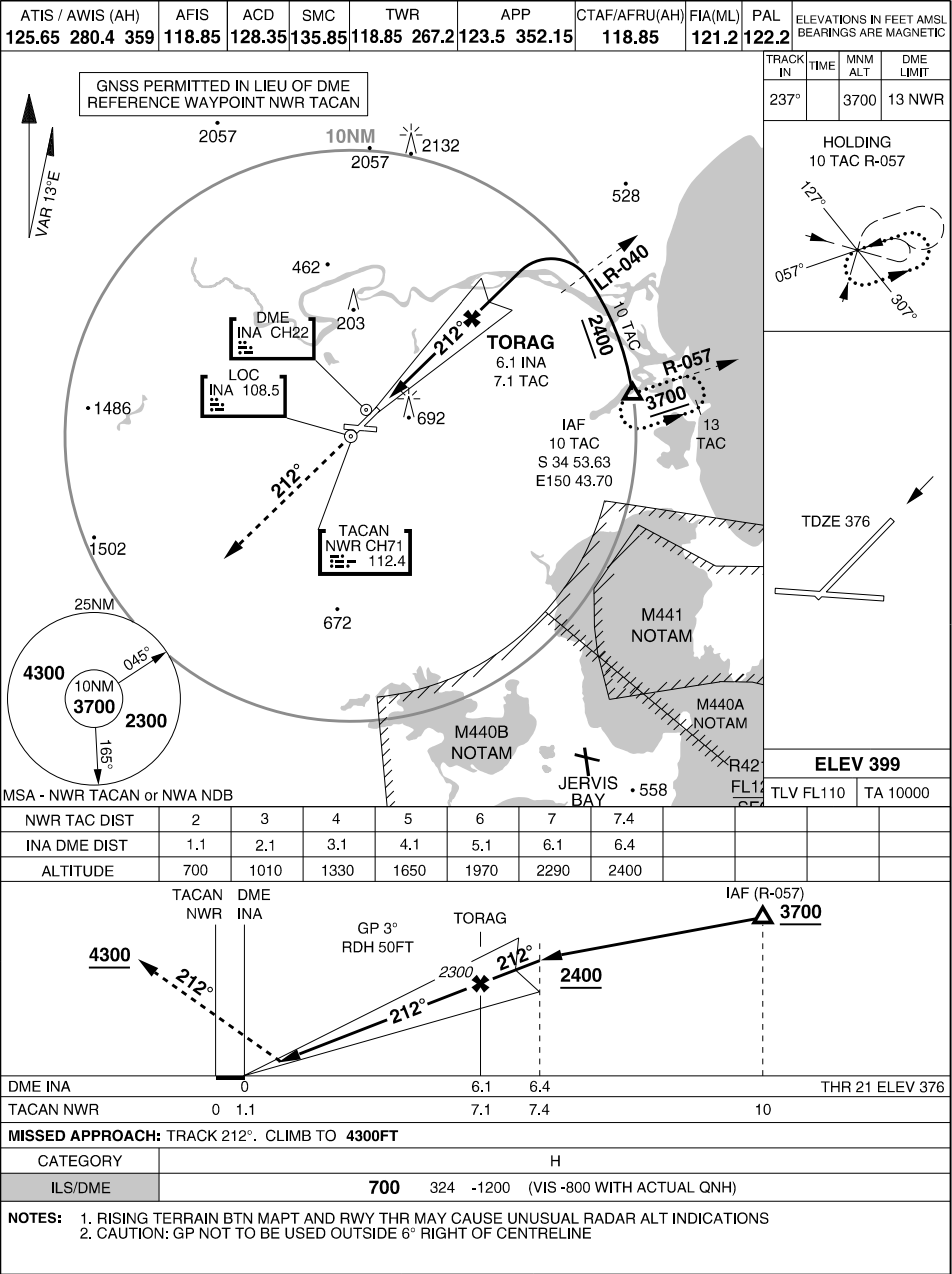 ATIS / AWIS (AH) AFIS ACD SMC TWR APP CTAF/AFRU(AH) FIA(ML) PAL ELEVATIONS IN FEET AMSL
125.65 280.4 359 118.85 128.35 135.85 118.85 267.2 123.5 352.15 118.85 121.2 122.2 BEARINGS ARE MAGNETIC
GNSS PERMITTED IN LIEU OF DME
REFERENCE WAYPOINT NWR TACAN
TRACK IN TIME MNM ALT DME LIMIT
237° 3700 13 NWR
VAR 13°E
2057
10NM
2057
2132
528
HOLDING
10 TAC R-057
127°
057°
307°
462
203
LR-040
10 TAC
2400
DME
INA CH22
212°
TORAG
6.1 INA
7.1 TAC
LOC
INA 108.5
R-057
3700
1486
692
IAF
10 TAC
S 34 53.63
E150 43.70
13
TAC
212°
TACAN
NWR CH71
112.4
1502
672
TDZE 376
M441
NOTAM
25NM
4300
045°
10NM
3700
2300
165°
MSA - NWR TACAN or NWA NDB
M440A
NOTAM
M440B
NOTAM
JERVIS
BAY
558
R421
FL12
ELEV 399
TLV FL110 TA 10000
NWR TAC DIST 2 3 4 5 6 7 7.4
INA DME DIST 1.1 2.1 3.1 4.1 5.1 6.1 6.4
ALTITUDE 700 1010 1330 1650 1970 2290 2400
TACAN DME
NWR INA
GP 3°
RDH 50FT
TORAG
IAF (R-057)
3700
4300
212°
2300
212°
2400
212°
DME INA 0 6.1 6.4 THR 21 ELEV 376
TACAN NWR 0 1.1 7.1 7.4 10
MISSED APPROACH: TRACK 212°. CLIMB TO 4300FT
CATEGORY H
ILS/DME 700 324 -1200 (VIS -800 WITH ACTUAL QNH)
NOTES: 1. RISING TERRAIN BTN MAPT AND RWY THR MAY CAUSE UNUSUAL RADAR ALT INDICATIONS
2. CAUTION: GP NOT TO BE USED OUTSIDE 6° RIGHT OF CENTRELINE